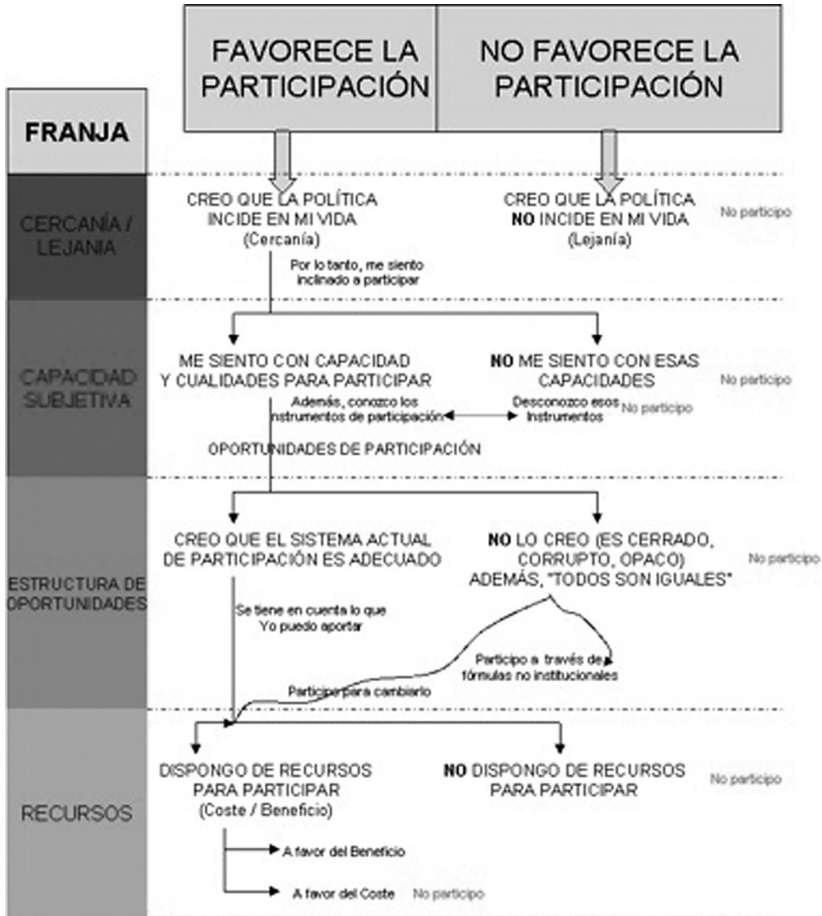 FAVORECE LA
PARTICIPACIÓN
NO FAVORECE LA
PARTICIPACIÓN
FRANJA
CERCANÍA /
LEJANIA
CREO QUE LA POLÍTICA
INCIDE EN MI VIDA
(Cercanía)
CREO QUE LA POLÍTICA
NO INCIDE EN MI VIDA
(Lejanía)
No participo
Por lo tanto, me siento
inclinado a participar
CAPACIDAD
SUBJETIVA
ME SIENTO CON CAPACIDAD
Y CUALIDADES PARA PARTICIPAR
NO ME SIENTO CON ESAS
CAPACIDADES
No participo
Además, conozco los
nstrumentos de participación
Desconozco esos
Instrumentos
No participo
OPORTUNIDADES DE PARTICIPACIÓN
ESTRUCTURA DE
OPORTUNIDADES
CREO QUE EL SISTEMA ACTUAL
DE PARTICIPACIÓN ES ADECUADO
NO LO CREO (ES CERRADO,
CORRUPTO, OPACO)
ADEMÁS, "TODOS SON IGUALES"
No participo
Se tiene en cuenta lo que
Yo puedo aportar
Participo a través de
fórmulas no institucionales
Participo para cambiarlo
RECURSOS
DISPONGO DE RECURSOS
PARA PARTICIPAR
(Coste / Beneficio)
NO DISPONGO DE RECURSOS
PARA PARTICIPAR
No participo
A favor del Beneficio
A favor del Coste
No participo